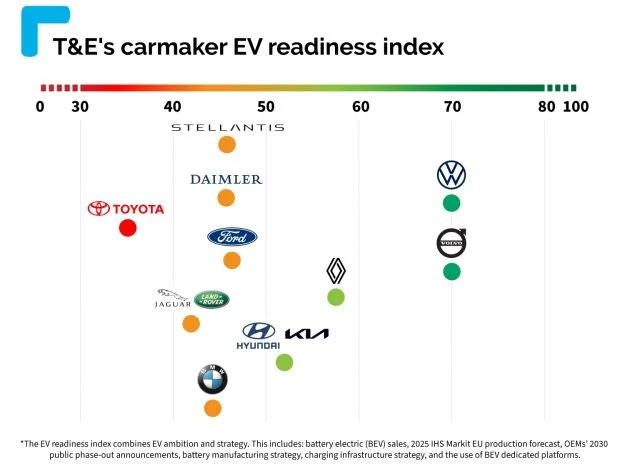 T&E's carmaker EV readiness index
0 30 40 50 60 70 80 100
STELLANTIS
DAIMLER
TOYOTA
Ford
VOLVO
JAGUAR
LAND-
ROVER
HYUNDAI
KIA
BMW
*The EV readiness index combines EV ambition and strategy. This includes: battery electric (BEV) sales, 2025 IHS Markit EU production forecast, OEMs' 2030
public phase-out announcements, battery manufacturing strategy, charging infrastructure strategy, and the use of BEV dedicated platforms.